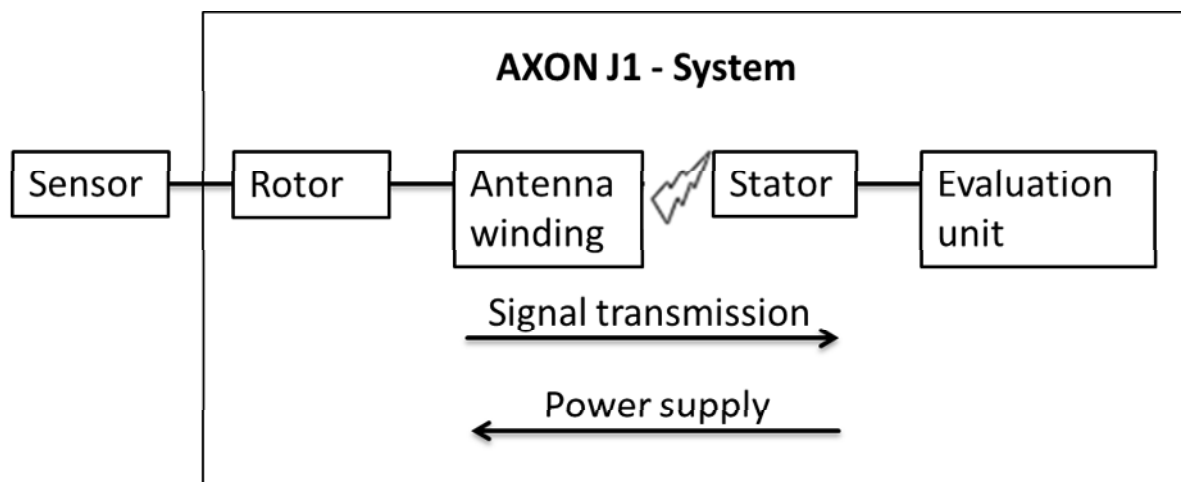 AXON J1 - System
Sensor
Rotor
Antenna
winding
Stator
Evaluation
unit
Signal transmission
Power supply